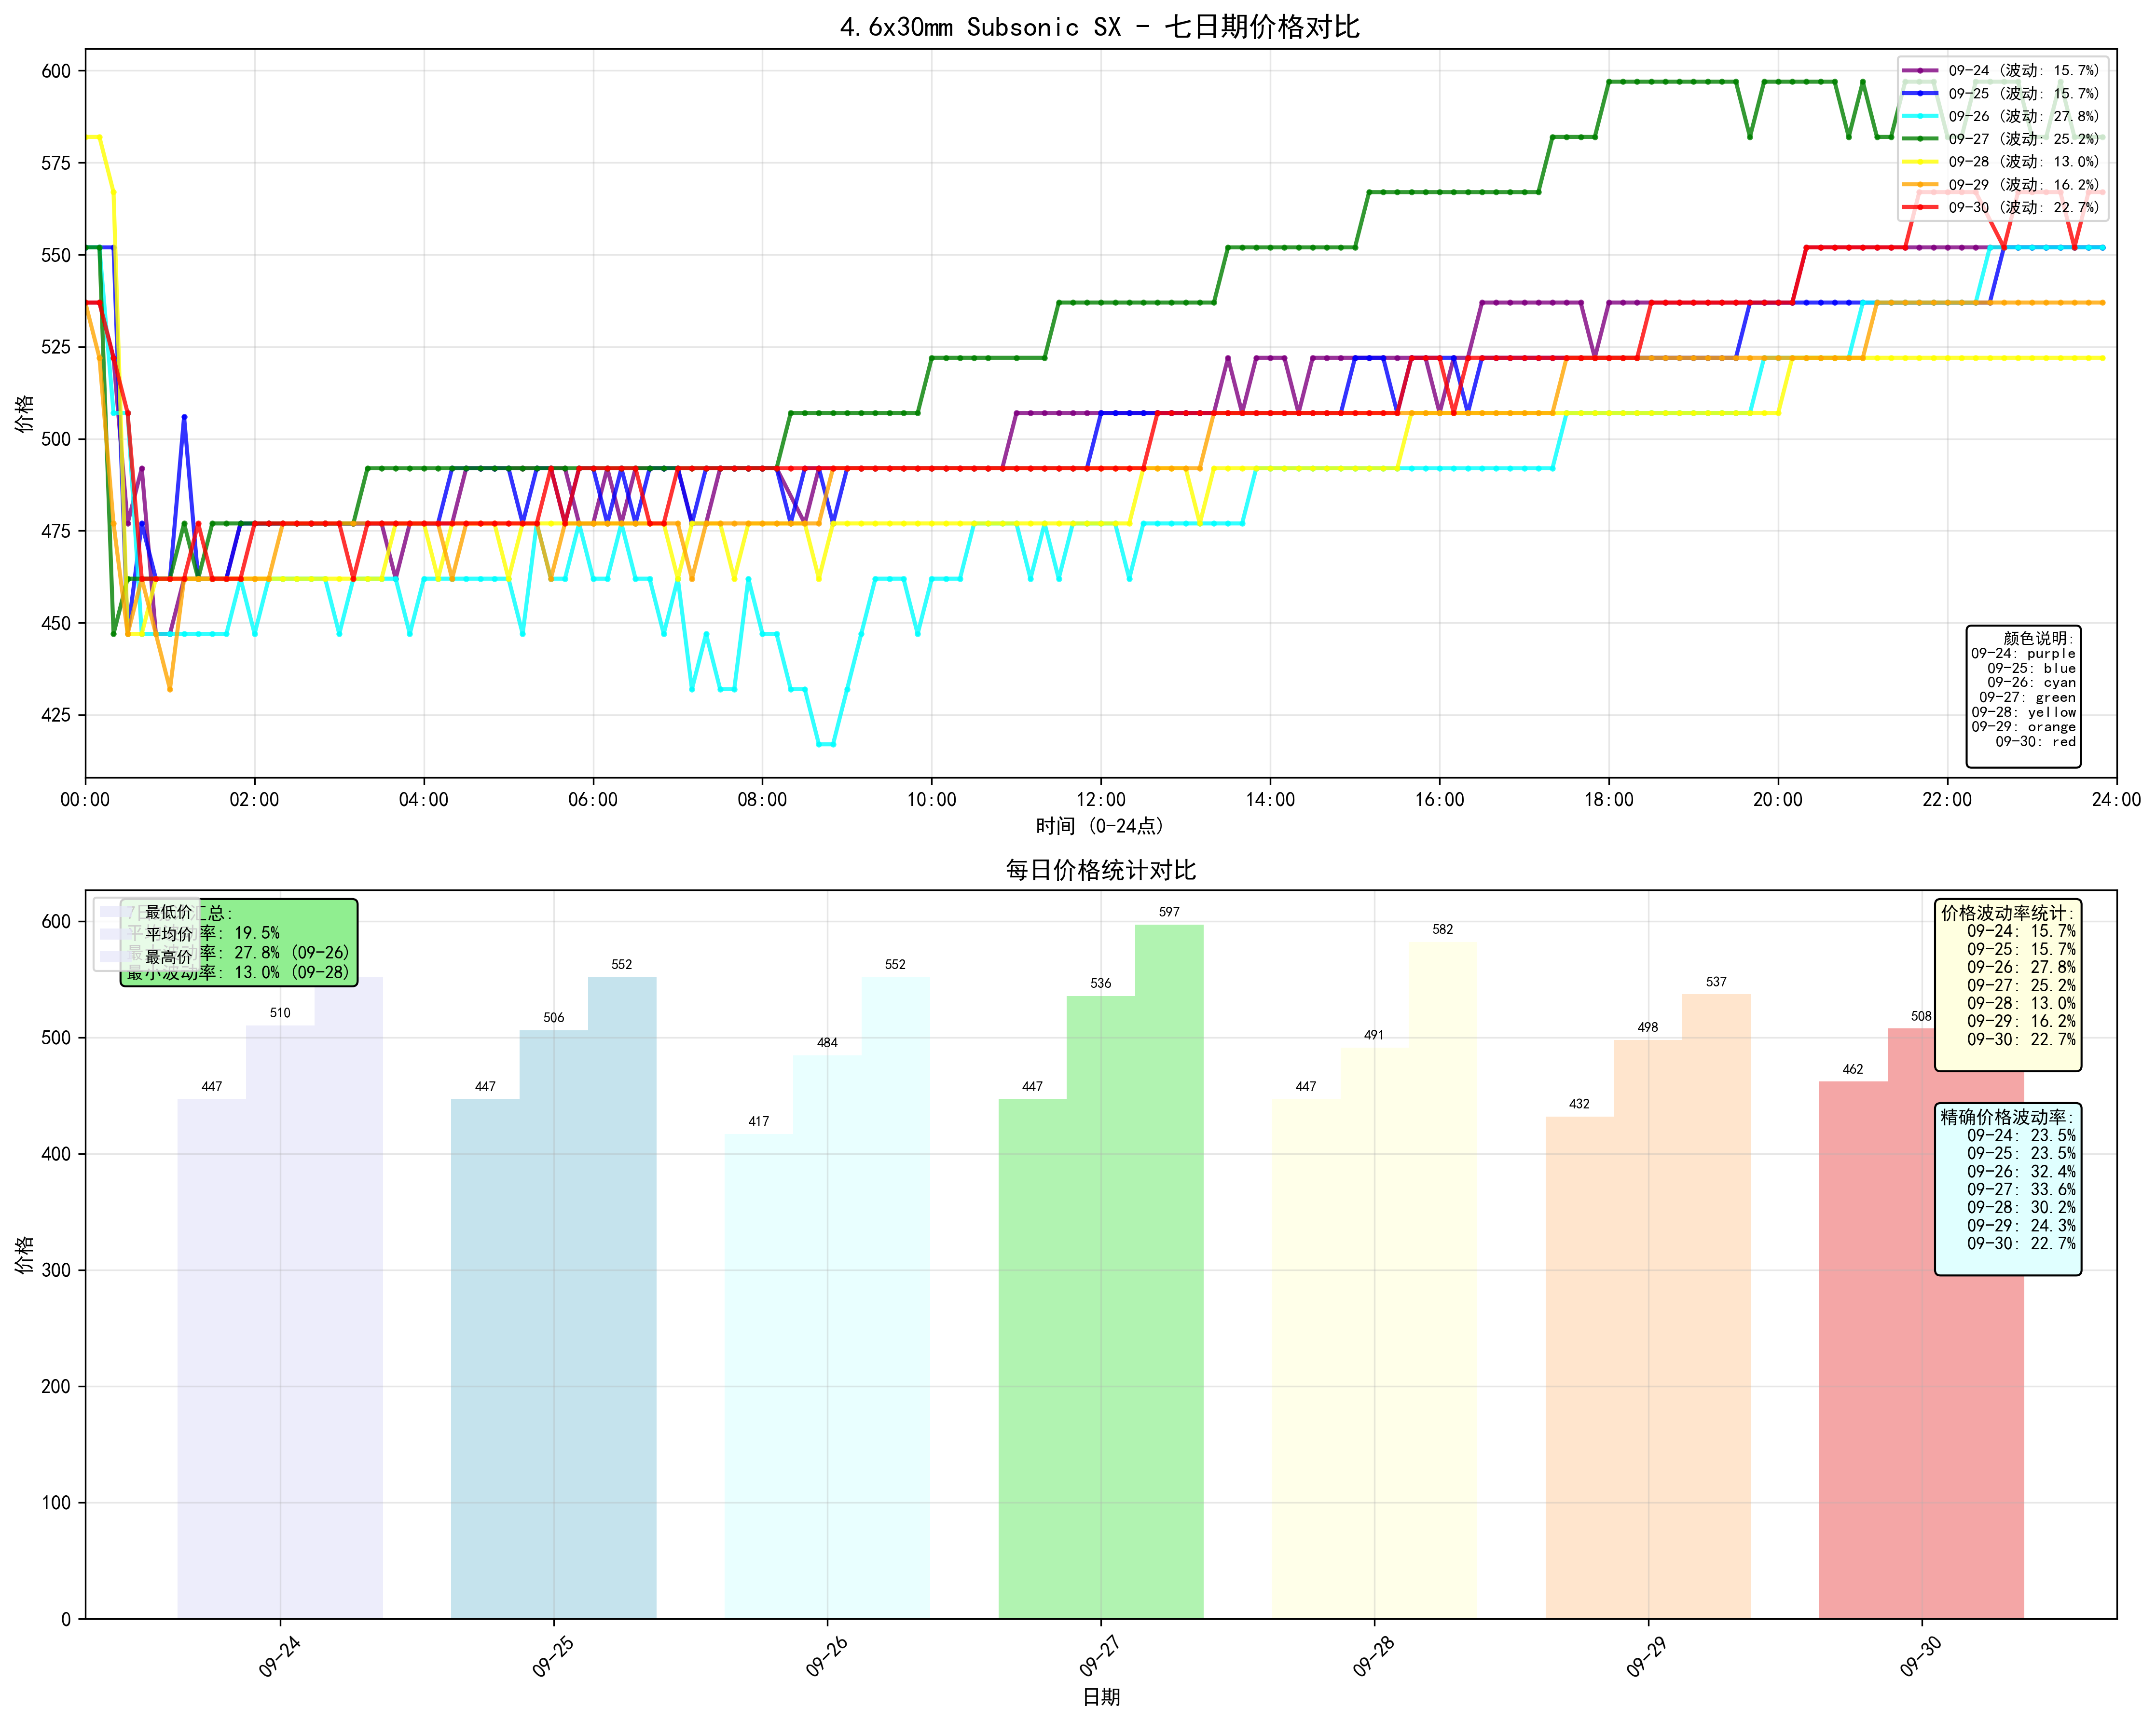 4.6x30mm Subsonic SX - 七日期价格对比
价格
600
575
550
525
500
475
450
425
09-24 (波动: 15.7%)
09-25 (波动: 15.7%)
09-26 (波动: 27.8%)
09-27 (波动: 25.2%)
09-28 (波动: 13.0%)
09-29 (波动: 16.2%)
09-30 (波动: 22.7%)
颜色说明:
09-24: purple
09-25: blue
09-26: cyan
09-27: green
09-28: yellow
09-29: orange
09-30: red
00:00 02:00 04:00 06:00 08:00 10:00 12:00 14:00 16:00 18:00 20:00 22:00 24:00
时间 (0-24点)
每日价格统计对比
价格
600
500
400
300
200
100
0
最低价
平均价
最高价
汇总:
率: 19.5%
率: 27.8% (09-26)
最小波动率: 13.0% (09-28)
447 510
447 506 552
417 484 552
447 536 597
447 491 582
432 498 537
462 508
价格波动率统计:
09-24: 15.7%
09-25: 15.7%
09-26: 27.8%
09-27: 25.2%
09-28: 13.0%
09-29: 16.2%
09-30: 22.7%
精确价格波动率:
09-24: 23.5%
09-25: 23.5%
09-26: 32.4%
09-27: 33.6%
09-28: 30.2%
09-29: 24.3%
09-30: 22.7%
09-24 09-25 09-26 09-27 09-28 09-29 09-30
日期